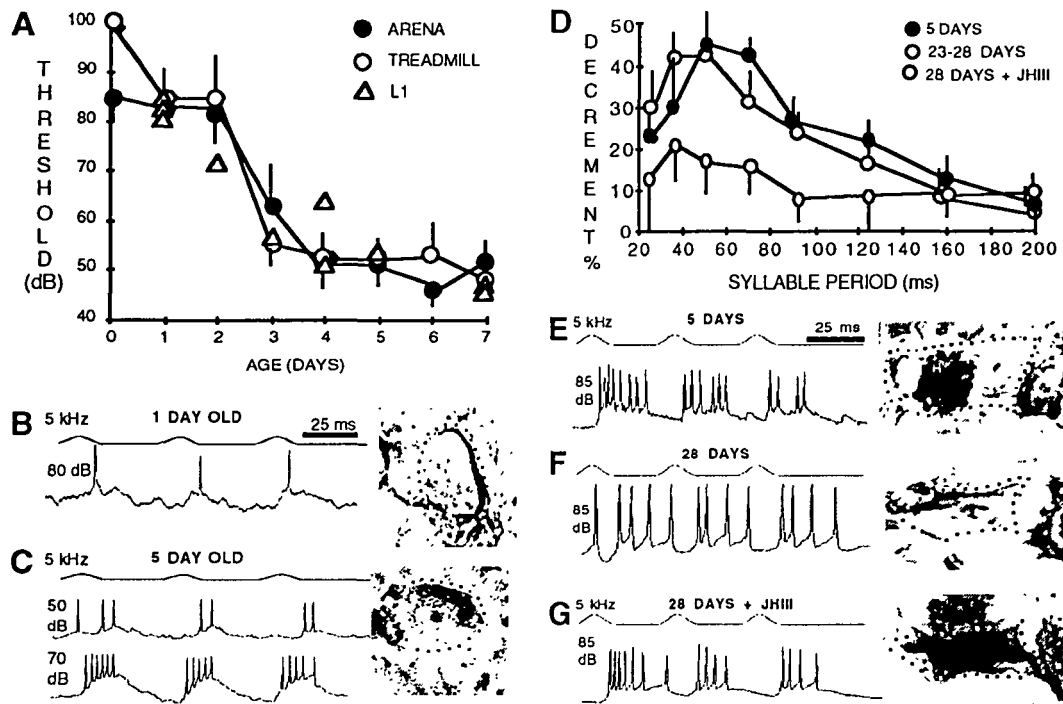 A
100
90
80
70
60
50
40
THRESHOLD
(dB)
0 1 2 3 4 5 6 7
AGE (DAYS)
ARENA
TREADMILL
L1
B
5 kHz
1 DAY OLD
25 ms
80 dB
C
5 kHz
5 DAY OLD
50
dB
70
dB
D
50
40
30
20
10
0
DECREMENT %
20 40 60 80 100 120 140 160 180 200
SYLLABLE PERIOD (ms)
5 DAYS
23-28 DAYS
28 DAYS + JHIII
E
5 kHz
5 DAYS
25 ms
85
dB
F
28 DAYS
85
dB
G
5 kHz
28 DAYS + JHIII
85
dB